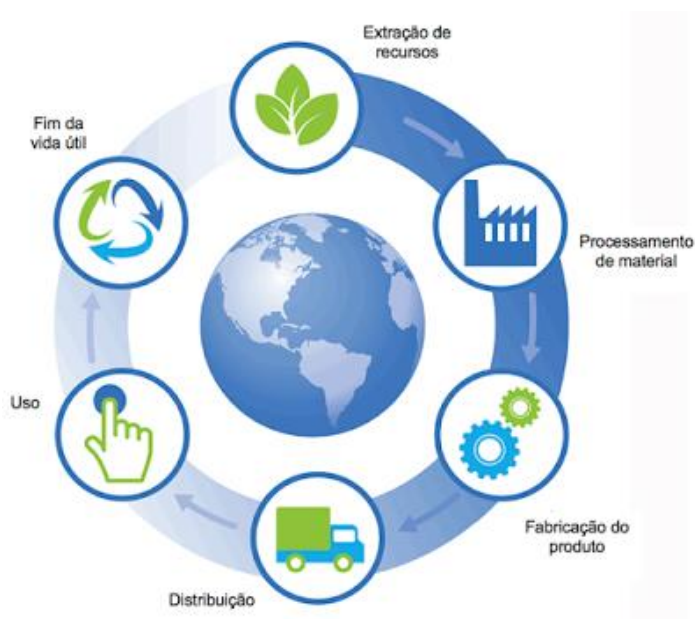 Extração de
recursos
Processamento
de material
Fabricação do
produto
Distribuição
Uso
Fim da
vida útil